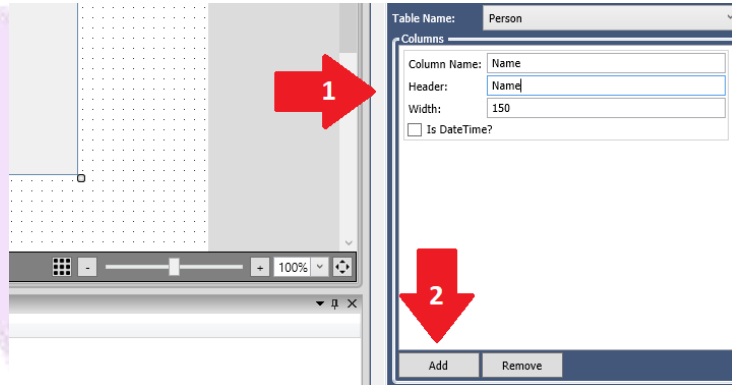 Table Name: Person
Columns
Column Name: Name
Header: Name
Width: 150
Is DateTime?
1
2
- + 100%
Add Remove